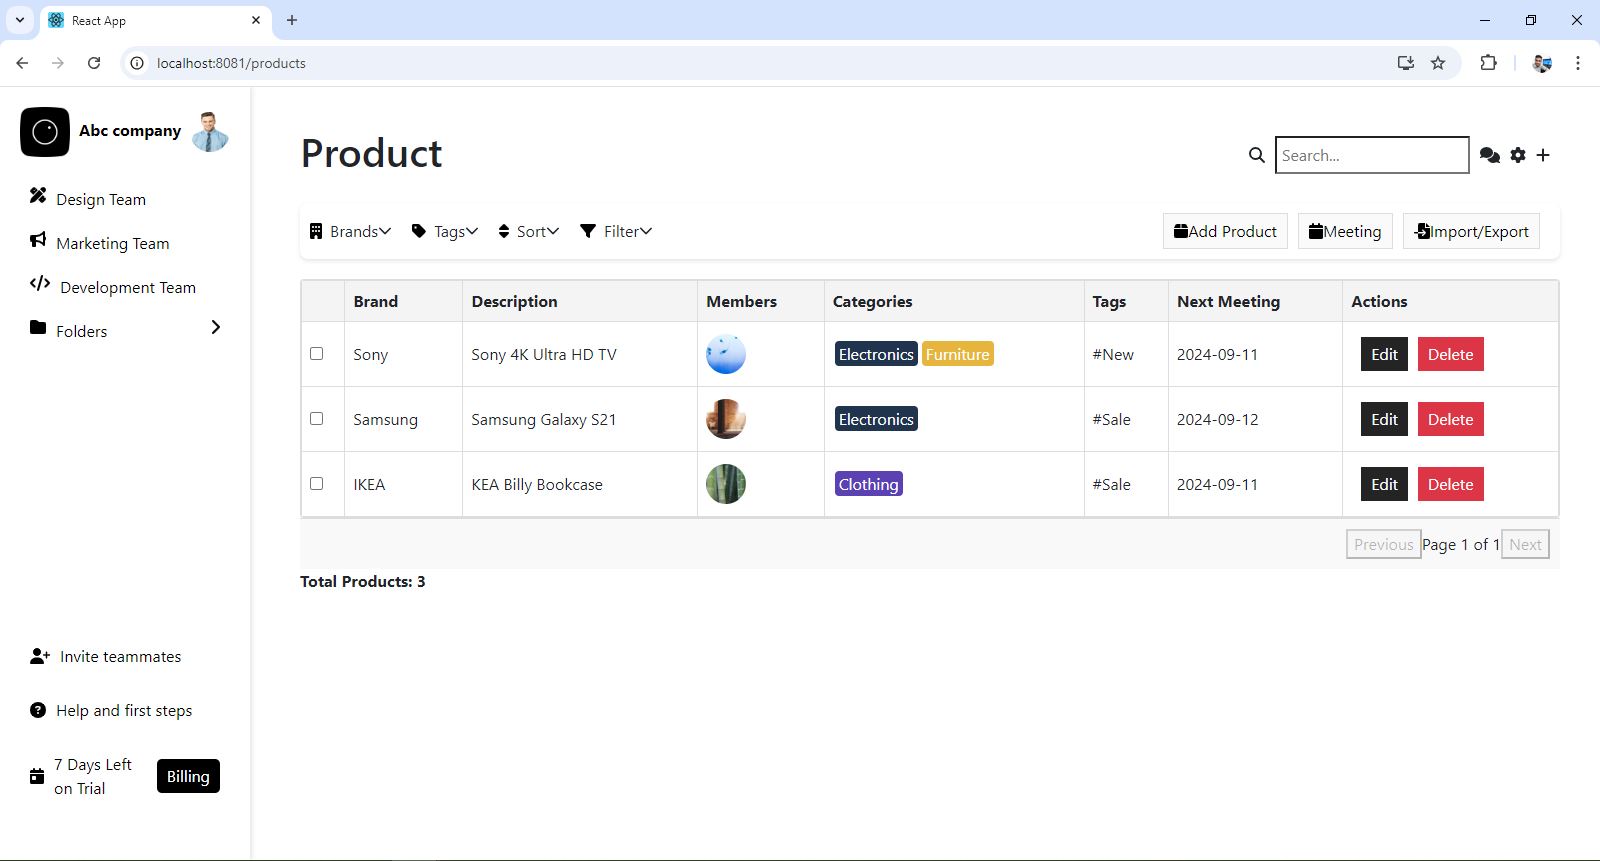 React App
localhost:8081/products
Abc company
Design Team
Marketing Team
Development Team
Folders
Invite teammates
Help and first steps
7 Days Left
on Trial
Billing
Product
Search...
Brands Tags Sort Filter Add Product Meeting Import/Export
Brand Description Members Categories Tags Next Meeting Actions
Sony Sony 4K Ultra HD TV Electronics Furniture #New 2024-09-11 Edit Delete
Samsung Samsung Galaxy S21 Electronics #Sale 2024-09-12 Edit Delete
IKEA KEA Billy Bookcase Clothing #Sale 2024-09-11 Edit Delete
Previous Page 1 of 1 Next
Total Products: 3